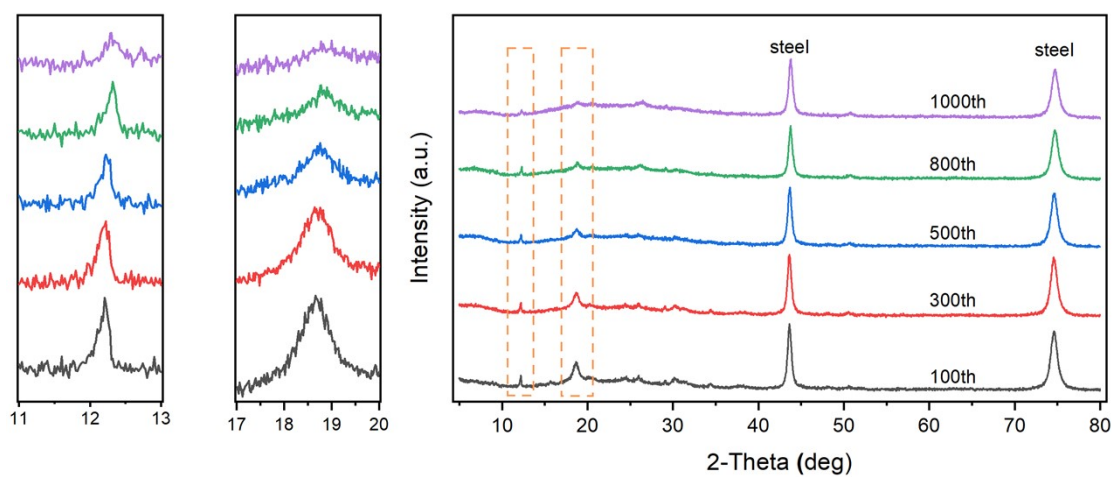 steel
steel
1000th
800th
500th
300th
100th
Intensity (a.u.)
11 12 13
17 18 19 20
10 20 30 40 50 60 70 80
2-Theta (deg)